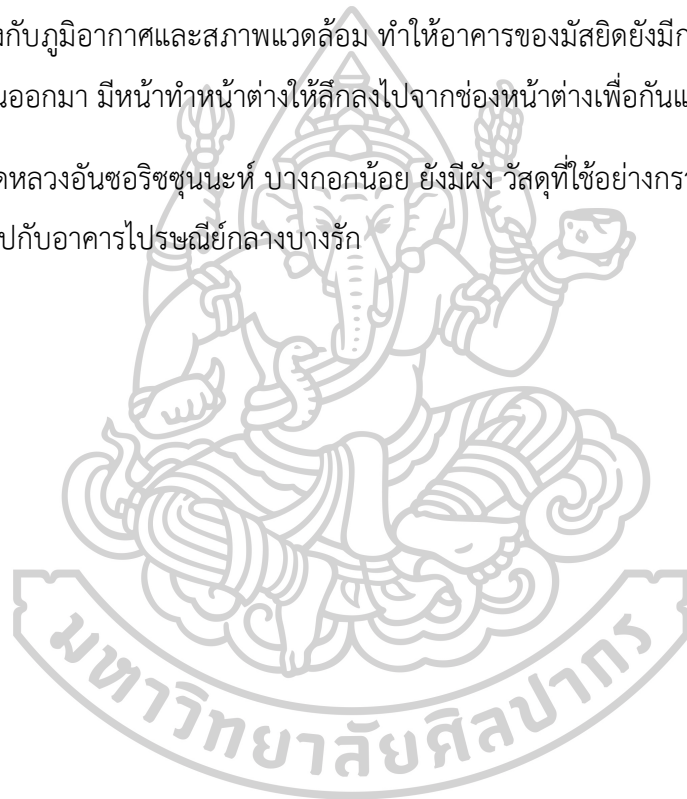 กับภูมิอากาศและสภาพแวดล้อม ทำให้อาคารของมัสยิดยังมีก
ออกมา มีหน้าทำหน้าต่างให้ลึกลงไปจากช่องหน้าต่างเพื่อกันแ
หลวงอันซอริซซุนนะห์ บางกอกน้อย ยังมีผัง วัสดุที่ใช้อย่างกรา
ปกับอาคารไปรษณีย์กลางบางรัก
มหาวิทยาลัยศิลปากร